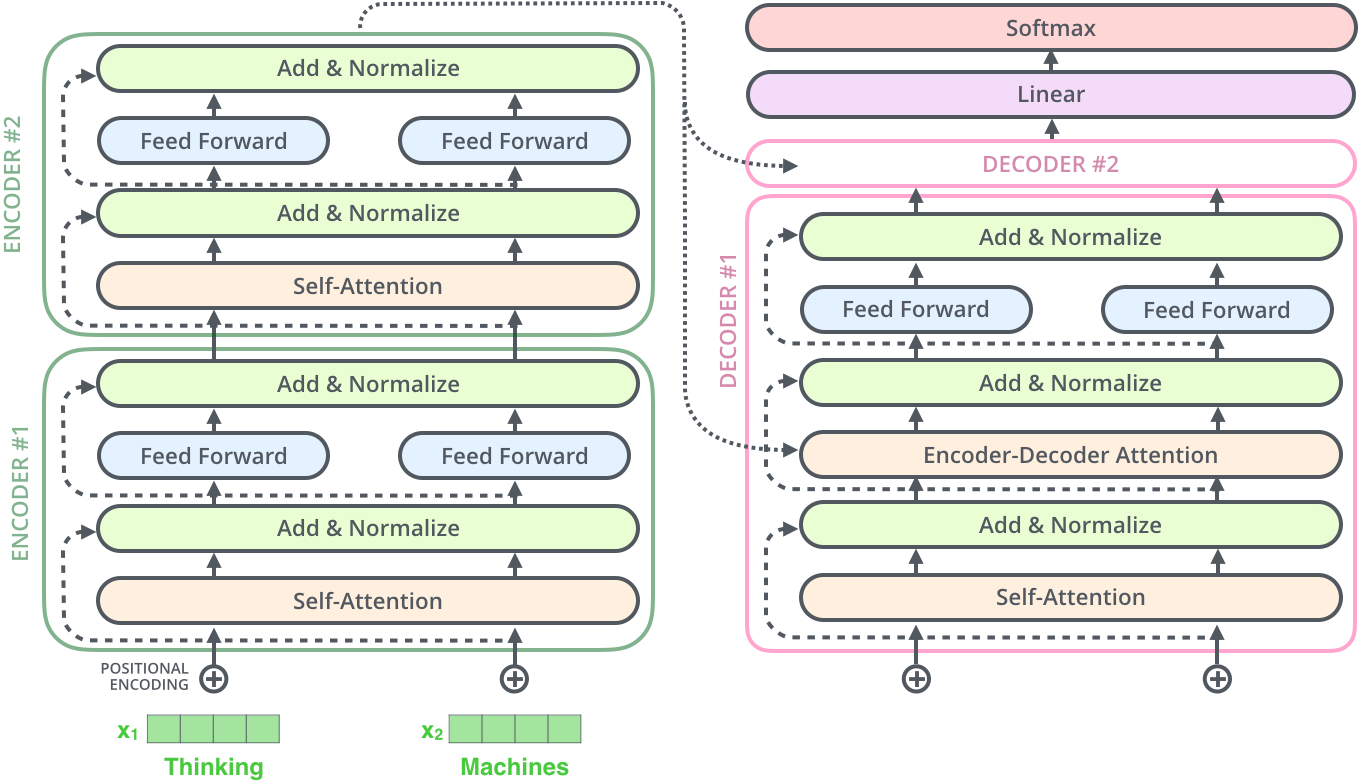 ENCODER #2
Add & Normalize
Feed Forward
Feed Forward
Add & Normalize
Self-Attention
ENCODER #1
Add & Normalize
Feed Forward
Feed Forward
Add & Normalize
Self-Attention
POSITIONAL
ENCODING
x₁
x₂
Thinking
Machines
Softmax
Linear
DECODER #2
DECODER #1
Add & Normalize
Feed Forward
Feed Forward
Add & Normalize
Encoder-Decoder Attention
Add & Normalize
Self-Attention